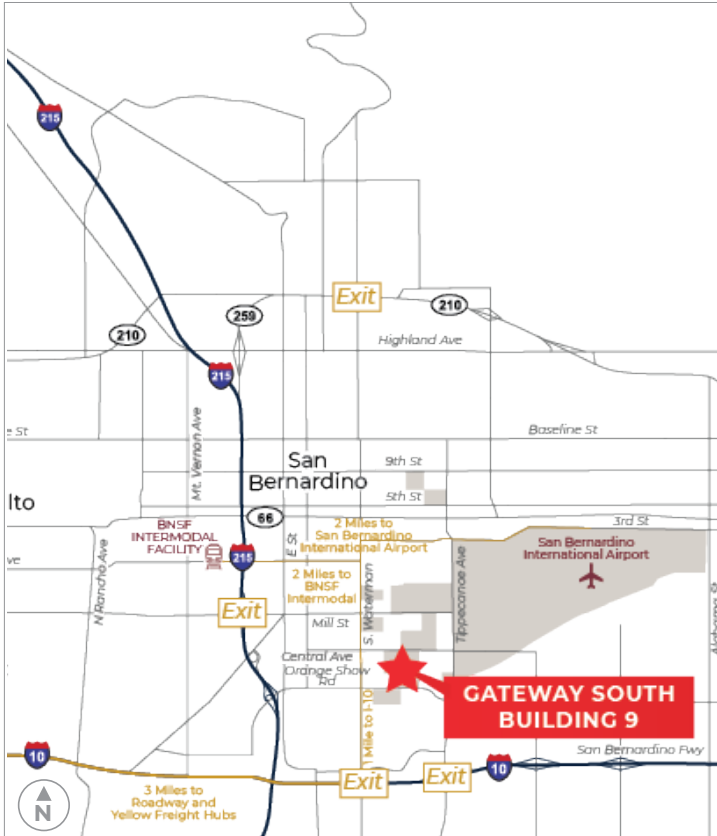 215
Exit
259
210
210
Highland Ave
215
Mt. Vernon Ave
Baseline St
e St
San
Bernardino
9th St
5th St
lto
66
BNSF
INTERMODAL
FACILITY
2 Miles to
San Bernardino
International Airport
3rd St
San Bernardino
International Airport
E St
215
ve
N Rancho Ave
2 Miles to
BNSF
Intermodal
S. Waterman
Tippecanoe Ave
Alabama St
Exit
Mill St
Central Ave
Orange Show
Rd
1 Mile to I-10
GATEWAY SOUTH
BUILDING 9
San Bernardino Fwy
10
10
Exit
Exit
3 Miles to
Roadway and
Yellow Freight Hubs
N